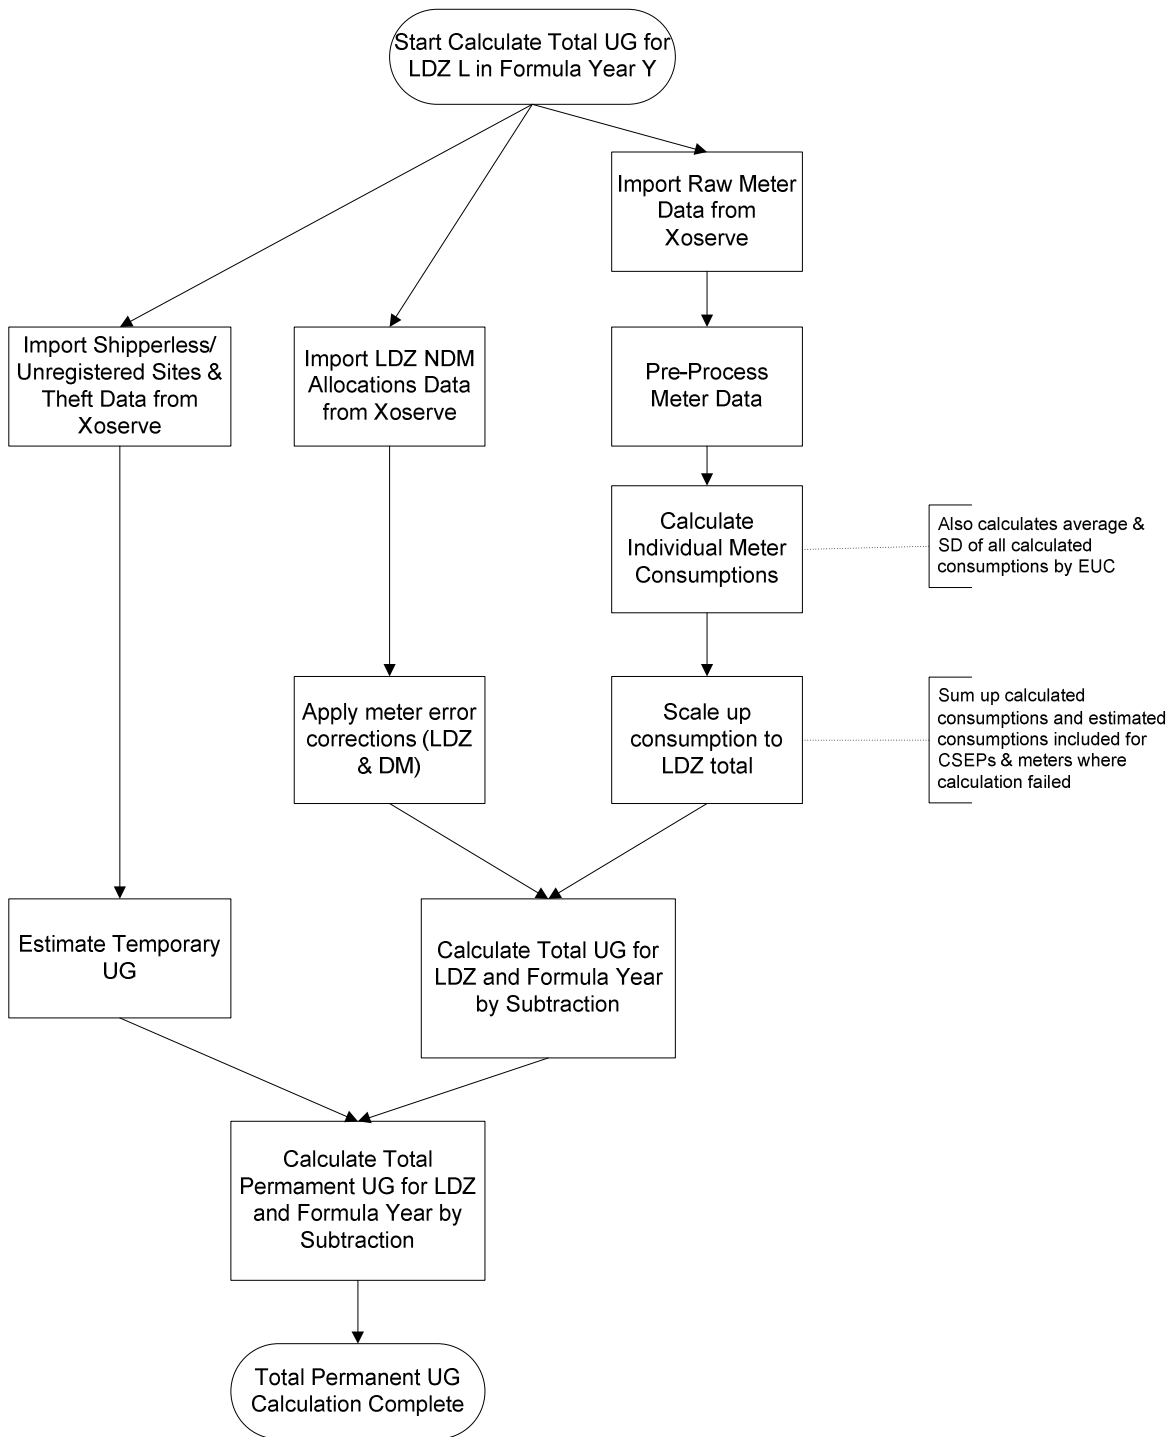 Start Calculate Total UG for
LDZ L in Formula Year Y
Import Raw Meter
Data from
Xoserve
Import Shipperless/
Unregistered Sites &
Theft Data from
Xoserve
Import LDZ NDM
Allocations Data
from Xoserve
Pre-Process
Meter Data
Calculate
Individual Meter
Consumptions
Also calculates average &
SD of all calculated
consumptions by EUC
Apply meter error
corrections (LDZ
& DM)
Scale up
consumption to
LDZ total
Sum up calculated
consumptions and estimated
consumptions included for
CSEPs & meters where
calculation failed
Estimate Temporary
UG
Calculate Total UG for
LDZ and Formula Year
by Subtraction
Calculate Total
Permament UG for LDZ
and Formula Year by
Subtraction
Total Permanent UG
Calculation Complete